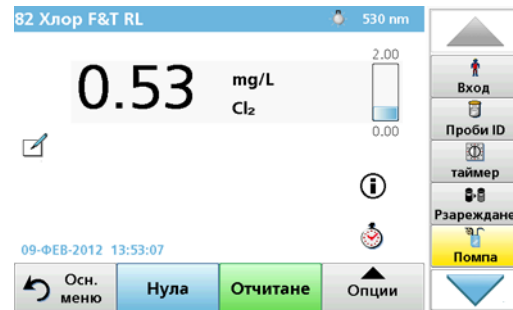 82 Хлор F&T RL
530 nm
0.53
mg/L
Cl₂
2.00
0.00
09-ФЕВ-2012 13:53:07
Осн.
меню
Нула
Отчитане
Опции
Вход
Проби ID
таймер
Рзареждане
Помпа